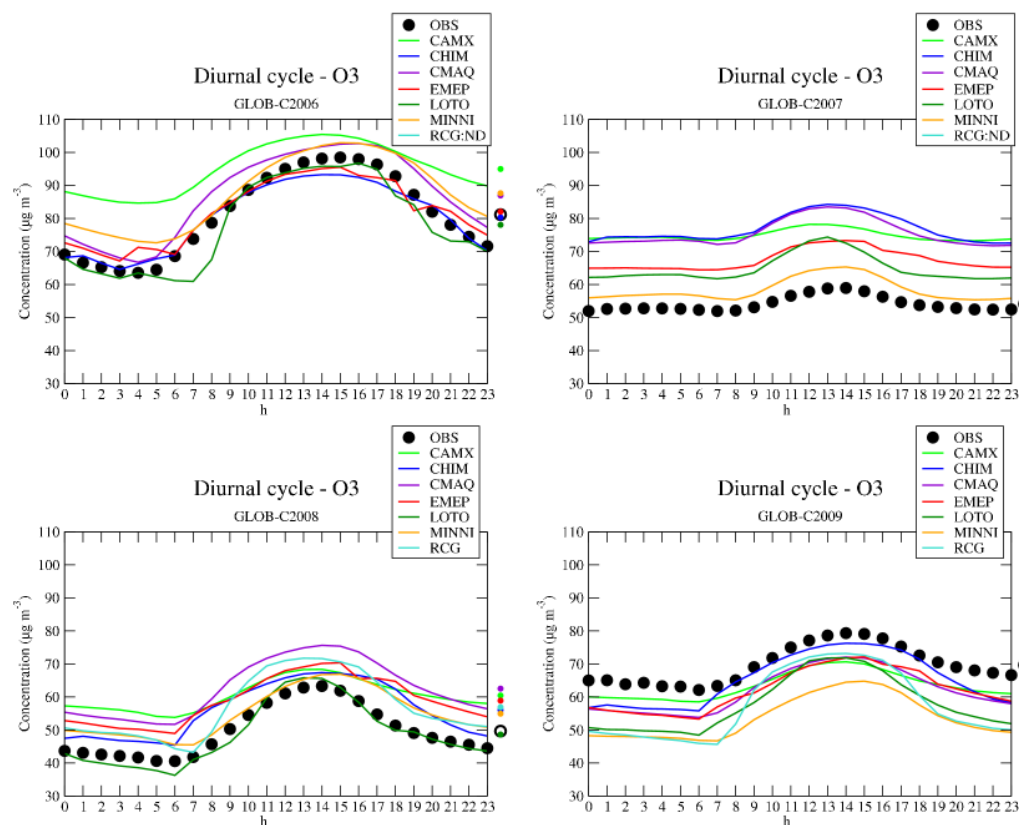 OBS
CAMX
CHIM
CMAQ
EMEP
LOTO
MINNI
RCG:ND
Diurnal cycle - O3
GLOB-C2006
Concentration (µg m⁻³)
110
100
90
80
70
60
50
40
30
0 1 2 3 4 5 6 7 8 9 10 11 12 13 14 15 16 17 18 19 20 21 22 23
h
OBS
CAMX
CHIM
CMAQ
EMEP
LOTO
MINNI
RCG:ND
Diurnal cycle - O3
GLOB-C2007
Concentration (µg m⁻³)
110
100
90
80
70
60
50
40
30
0 1 2 3 4 5 6 7 8 9 10 11 12 13 14 15 16 17 18 19 20 21 22 23
h
OBS
CAMX
CHIM
CMAQ
EMEP
LOTO
MINNI
RCG
Diurnal cycle - O3
GLOB-C2008
Concentration (µg m⁻³)
110
100
90
80
70
60
50
40
30
0 1 2 3 4 5 6 7 8 9 10 11 12 13 14 15 16 17 18 19 20 21 22 23
h
OBS
CAMX
CHIM
CMAQ
EMEP
LOTO
MINNI
RCG
Diurnal cycle - O3
GLOB-C2009
Concentration (µg m⁻³)
110
100
90
80
70
60
50
40
30
0 1 2 3 4 5 6 7 8 9 10 11 12 13 14 15 16 17 18 19 20 21 22 23
h